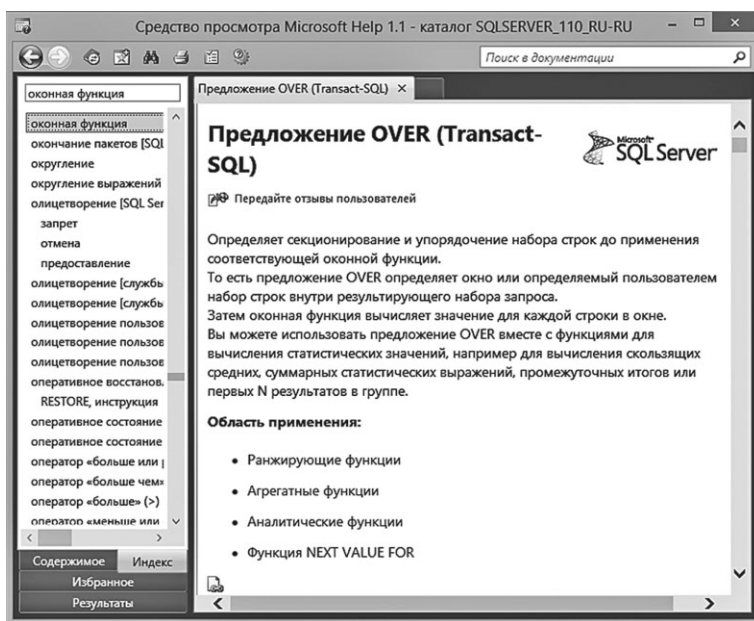 Средство просмотра Microsoft Help 1.1 - каталог SQLSERVER_110_RU-RU
Поиск в документации
оконная функция
оконная функция
окончание пакетов [SQL
округление
округление выражений
олицетворение [SQL Ser
запрет
отмена
предоставление
олицетворение [службы
олицетворение [службы
олицетворение пользов
олицетворение пользов
олицетворение пользов
оперативное восстанов.
RESTORE, инструкция
оперативное состояние
оперативное состояние
оператор «больше или
оператор «больше чем»
оператор «больше» (>)
оператор «меньше или
Содержимое Индекс
Избранное
Результаты
Предложение OVER (Transact-SQL) ×
Предложение OVER (Transact-
SQL)
Microsoft
SQL Server
Передайте отзывы пользователей
Определяет секционирование и упорядочение набора строк до применения
соответствующей оконной функции.
То есть предложение OVER определяет окно или определяемый пользователем
набор строк внутри результирующего набора запроса.
Затем оконная функция вычисляет значение для каждой строки в окне.
Вы можете использовать предложение OVER вместе с функциями для
вычисления статистических значений, например для вычисления скользящих
средних, суммарных статистических выражений, промежуточных итогов или
первых N результатов в группе.
Область применения:
• Ранжирующие функции
• Агрегатные функции
• Аналитические функции
• Функция NEXT VALUE FOR